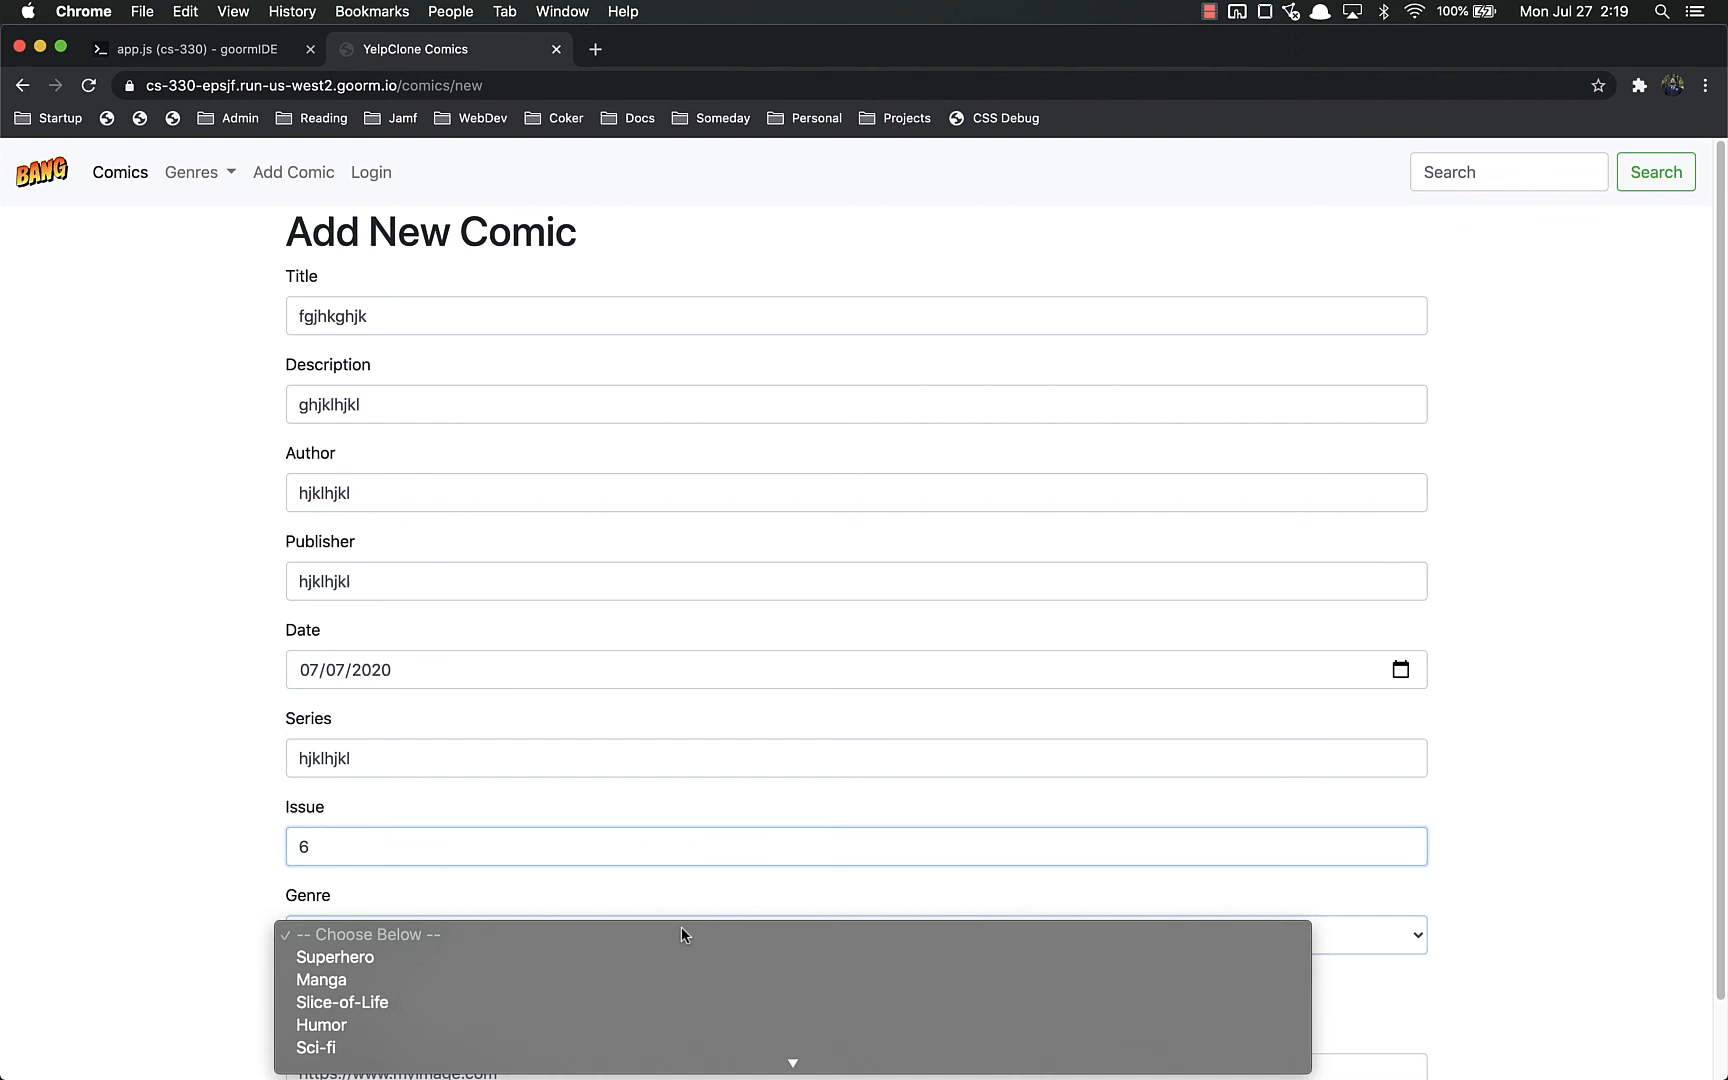 Chrome File Edit View History Bookmarks People Tab Window Help 100% Mon Jul 27 2:19
app.js (cs-330) - goormIDE YelpClone Comics
cs-330-epsjf.run-us-west2.goorm.io/comics/new
Startup Admin Reading Jamf WebDev Coker Docs Someday Personal Projects CSS Debug
BANG Comics Genres Add Comic Login Search Search
Add New Comic
Title
fgjhkghjk
Description
ghjklhjkl
Author
hjklhjkl
Publisher
hjklhjkl
Date
07/07/2020
Series
hjklhjkl
Issue
6
Genre
-- Choose Below --
Superhero
Manga
Slice-of-Life
Humor
Sci-fi
https://www.myimage.com